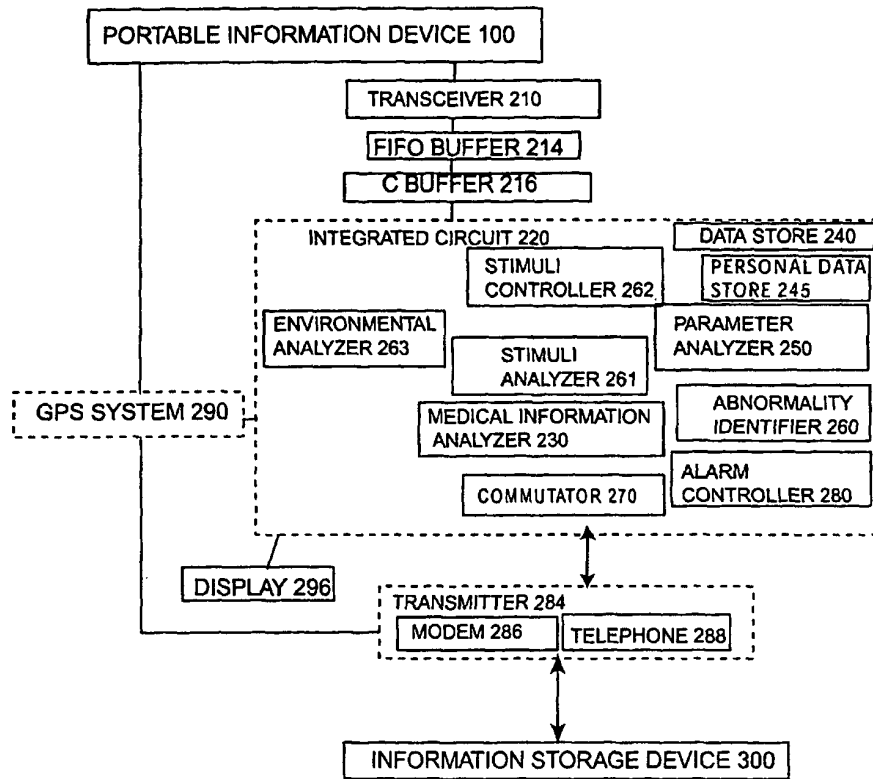 PORTABLE INFORMATION DEVICE 100
TRANSCEIVER 210
FIFO BUFFER 214
C BUFFER 216
INTEGRATED CIRCUIT 220
DATA STORE 240
STIMULI
CONTROLLER 262
PERSONAL DATA
STORE 245
ENVIRONMENTAL
ANALYZER 263
PARAMETER
ANALYZER 250
STIMULI
ANALYZER 261
GPS SYSTEM 290
MEDICAL INFORMATION
ANALYZER 230
ABNORMALITY
IDENTIFIER 260
COMMUTATOR 270
ALARM
CONTROLLER 280
DISPLAY 296
TRANSMITTER 284
MODEM 286
TELEPHONE 288
INFORMATION STORAGE DEVICE 300